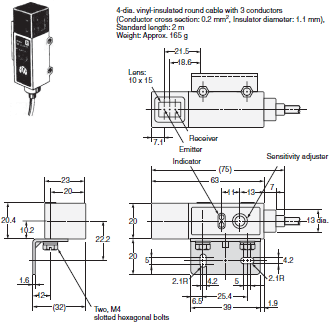 4-dia. vinyl-insulated round cable with 3 conductors
(Conductor cross section: 0.2 mm², Insulator diameter: 1.1 mm),
Standard length: 2 m
Weight: Approx. 165 g
21.5
18.6
Lens:
10 x 15
7.1
Receiver
Emitter
Indicator
Sensitivity adjuster
(75)
63
11
13
7
13 dia.
23
20
20.4
10.2
22.2
20
20
5
4.2
2.1R
4.2
5
2.1R
6.5
25.4
39
1.9
1.6
12
(32)
Two, M4
slotted hexagonal bolts